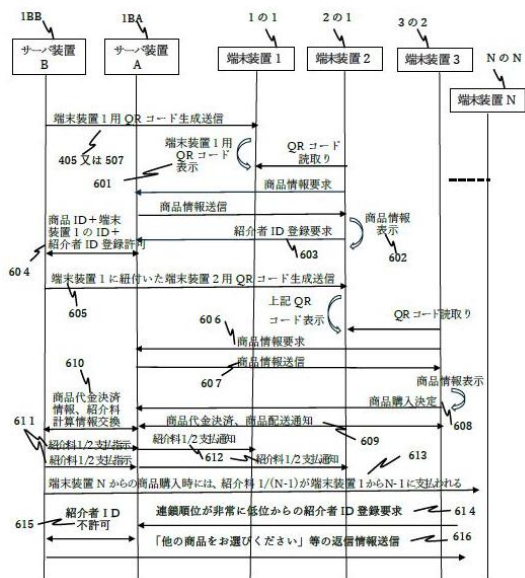 1BB
1BA
1の1
2の1
3の2
NのN
サーバ装置
B
サーバ装置
A
端末装置1
端末装置2
端末装置3
端末装置N
端末装置1用QRコード生成送信
405又は507
端末装置1用
QRコード
表示
601
QRコード
読取り
商品情報要求
商品情報送信
商品情報
表示
602
商品ID+端末
装置1のID+
紹介者ID登録許可
紹介者ID登録要求
603
604
端末装置1に紐付いた端末装置2用QRコード生成送信
605
上記QR
コード表示
QRコード読取り
606
商品情報要求
610
商品情報送信
607
商品情報表示
商品代金決済
情報、紹介料
計算情報交換
商品購入決定
608
611
商品代金決済、商品配送通知
609
紹介料1/2支払指示
紹介料1/2支払通知
612
613
紹介料1/2支払指示
紹介料1/2支払通知
端末装置Nからの商品購入時には、紹介料1/(N-1)が端末装置1からN-1に支払われる
615
紹介者ID
不許可
連鎖順位が非常に低位からの紹介者ID登録要求
614
616
「他の商品をお選びください」等の返信情報送信